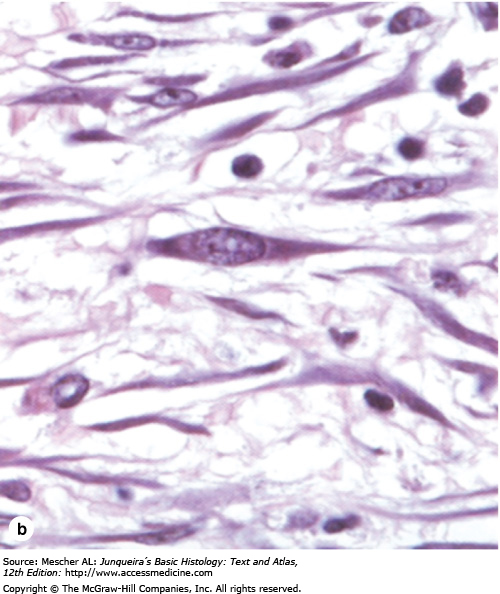 b
Source: Mescher AL: Junqueira´s Basic Histology: Text and Atlas,
12th Edition: http://www.accessmedicine.com
Copyright © The McGraw-Hill Companies, Inc. All rights reserved.